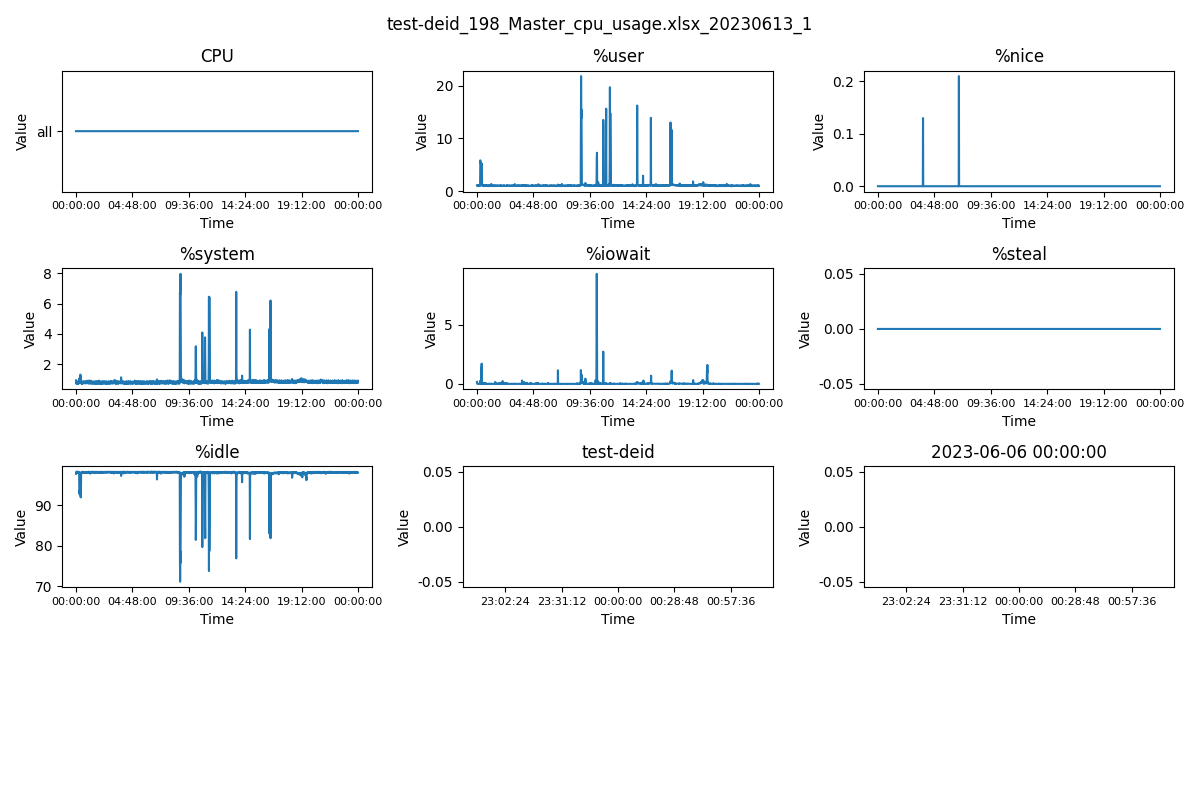 test-deid_198_Master_cpu_usage.xlsx_20230613_1
CPU
Value
all
00:00:00 04:48:00 09:36:00 14:24:00 19:12:00 00:00:00
Time
%user
Value
20
10
0
00:00:00 04:48:00 09:36:00 14:24:00 19:12:00 00:00:00
Time
%nice
Value
0.2
0.1
0.0
00:00:00 04:48:00 09:36:00 14:24:00 19:12:00 00:00:00
Time
%system
Value
8
6
4
2
00:00:00 04:48:00 09:36:00 14:24:00 19:12:00 00:00:00
Time
%iowait
Value
5
0
00:00:00 04:48:00 09:36:00 14:24:00 19:12:00 00:00:00
Time
%steal
Value
0.05
0.00
-0.05
00:00:00 04:48:00 09:36:00 14:24:00 19:12:00 00:00:00
Time
%idle
Value
90
80
70
00:00:00 04:48:00 09:36:00 14:24:00 19:12:00 00:00:00
Time
test-deid
Value
0.05
0.00
-0.05
23:02:24 23:31:12 00:00:00 00:28:48 00:57:36
Time
2023-06-06 00:00:00
Value
0.05
0.00
-0.05
23:02:24 23:31:12 00:00:00 00:28:48 00:57:36
Time